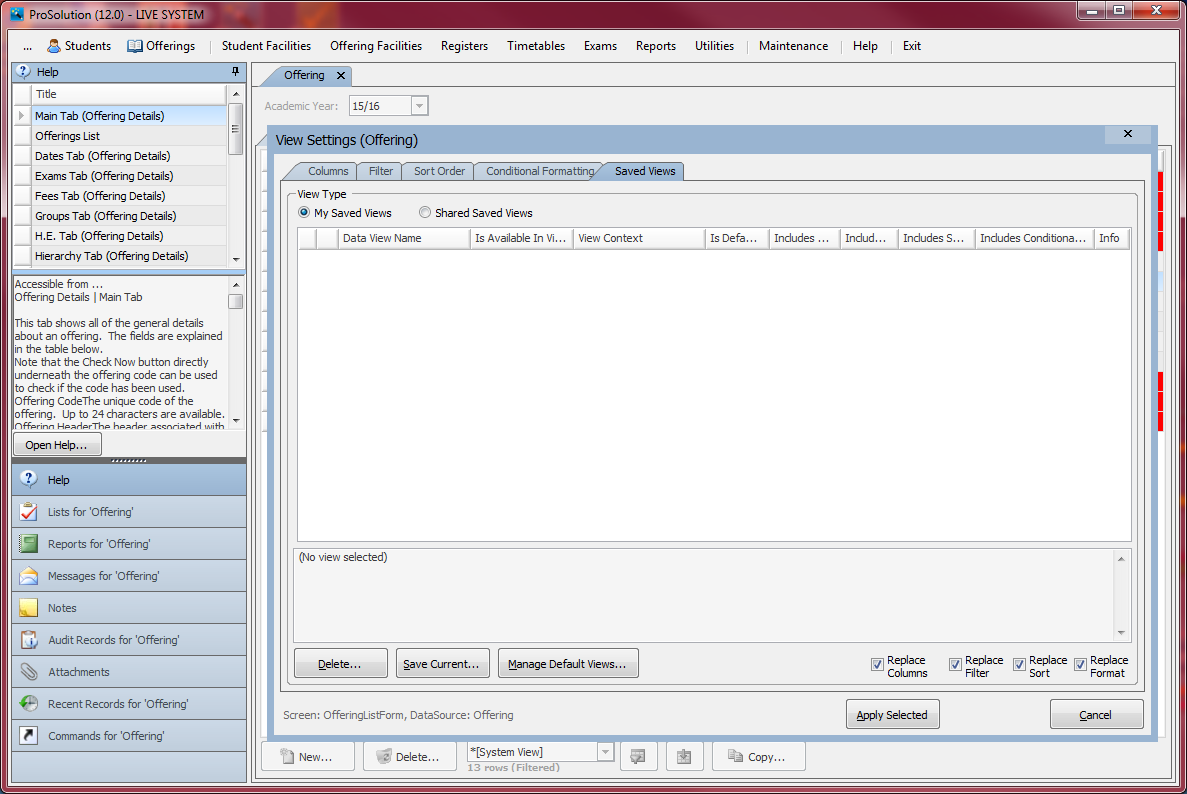 ProSolution (12.0) - LIVE SYSTEM
... Students Offerings Student Facilities Offering Facilities Registers Timetables Exams Reports Utilities Maintenance Help Exit
Help
Title
Main Tab (Offering Details)
Offerings List
Dates Tab (Offering Details)
Exams Tab (Offering Details)
Fees Tab (Offering Details)
Groups Tab (Offering Details)
H.E. Tab (Offering Details)
Hierarchy Tab (Offering Details)
Accessible from ...
Offering Details | Main Tab
This tab shows all of the general details
about an offering. The fields are explained
in the table below.
Note that the Check Now button directly
underneath the offering code can be used
to check if the code has been used.
Offering CodeThe unique code of the
offering. Up to 24 characters are available.
Offering HeaderThe header associated with
Open Help...
Help
Lists for 'Offering'
Reports for 'Offering'
Messages for 'Offering'
Notes
Audit Records for 'Offering'
Attachments
Recent Records for 'Offering'
Commands for 'Offering'
Offering
Academic Year: 15/16
View Settings (Offering)
Columns Filter Sort Order Conditional Formatting Saved Views
View Type
My Saved Views Shared Saved Views
Data View Name Is Available In Vi... View Context Is Defa... Includes ... Includ... Includes S... Includes Conditiona... Info
(No view selected)
Delete... Save Current... Manage Default Views...
Replace Columns
Replace Filter
Replace Sort
Replace Format
Screen: OfferingListForm, DataSource: Offering
Apply Selected Cancel
New... Delete... *[System View] Copy...
13 rows (Filtered)